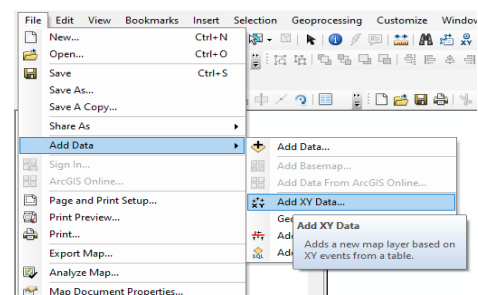 File Edit View Bookmarks Insert Selection Geoprocessing Customize
New... Ctrl+N
Open... Ctrl+O
Save Ctrl+S
Save As...
Save A Copy...
Share As
Add Data
Sign In...
ArcGIS Online...
Page and Print Setup...
Print Preview...
Print...
Export Map...
Analyze Map...
Map Document Properties...
Add Data...
Add Basemap...
Add Data From ArcGIS Online...
Add XY Data...
Add XY Data
Adds a new map layer based on
XY events from a table.